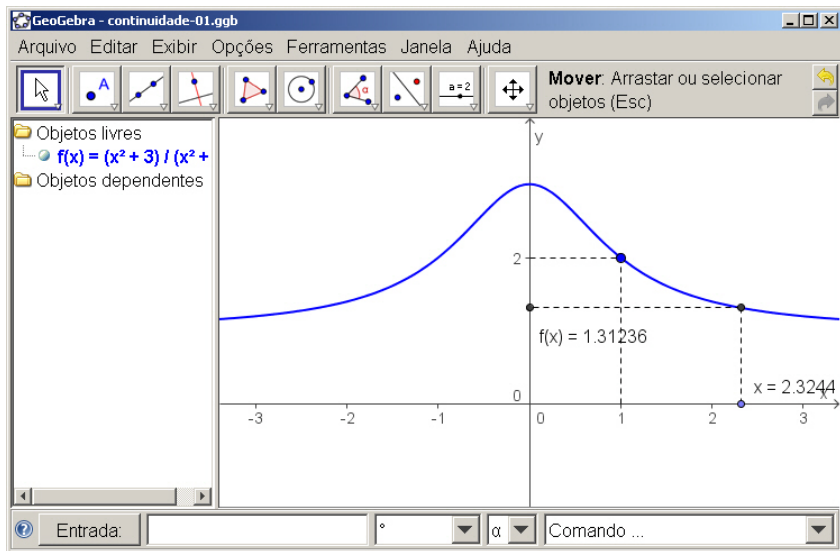 GeoGebra - continuidade-01.ggb
Arquivo Editar Exibir Opções Ferramentas Janela Ajuda
A
α
a=2
Mover: Arrastar ou selecionar
objetos (Esc)
Objetos livres
f(x) = (x² + 3) / (x² +
Objetos dependentes
y
2
f(x) = 1.31236
0
x = 2.3244
x
-3 -2 -1 0 1 2 3
Entrada: ° α Comando ...